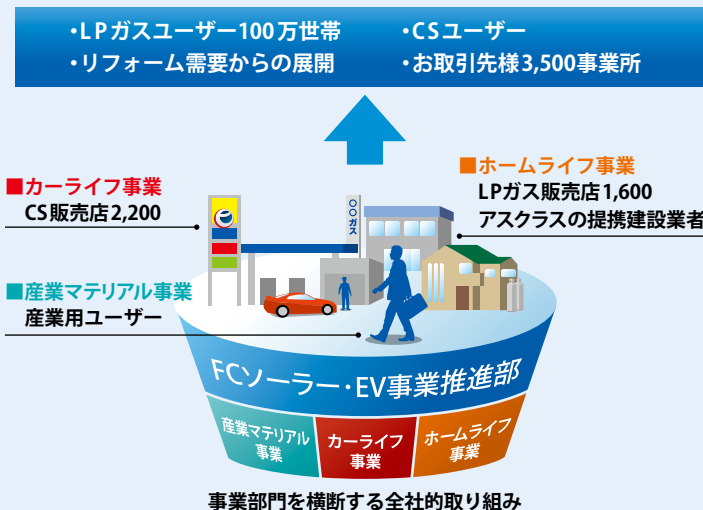 ・LPガスユーザー100万世帯
・CSユーザー
・リフォーム需要からの展開
・お取引先様3,500事業所
■カーライフ事業
CS販売店2,200
■ホームライフ事業
LPガス販売店1,600
アスクラスの提携建設業者
○○ガス
■産業マテリアル事業
産業用ユーザー
FCソーラー・EV事業推進部
産業マテリアル
事業
カーライフ
事業
ホームライフ
事業
事業部門を横断する全社的取り組み